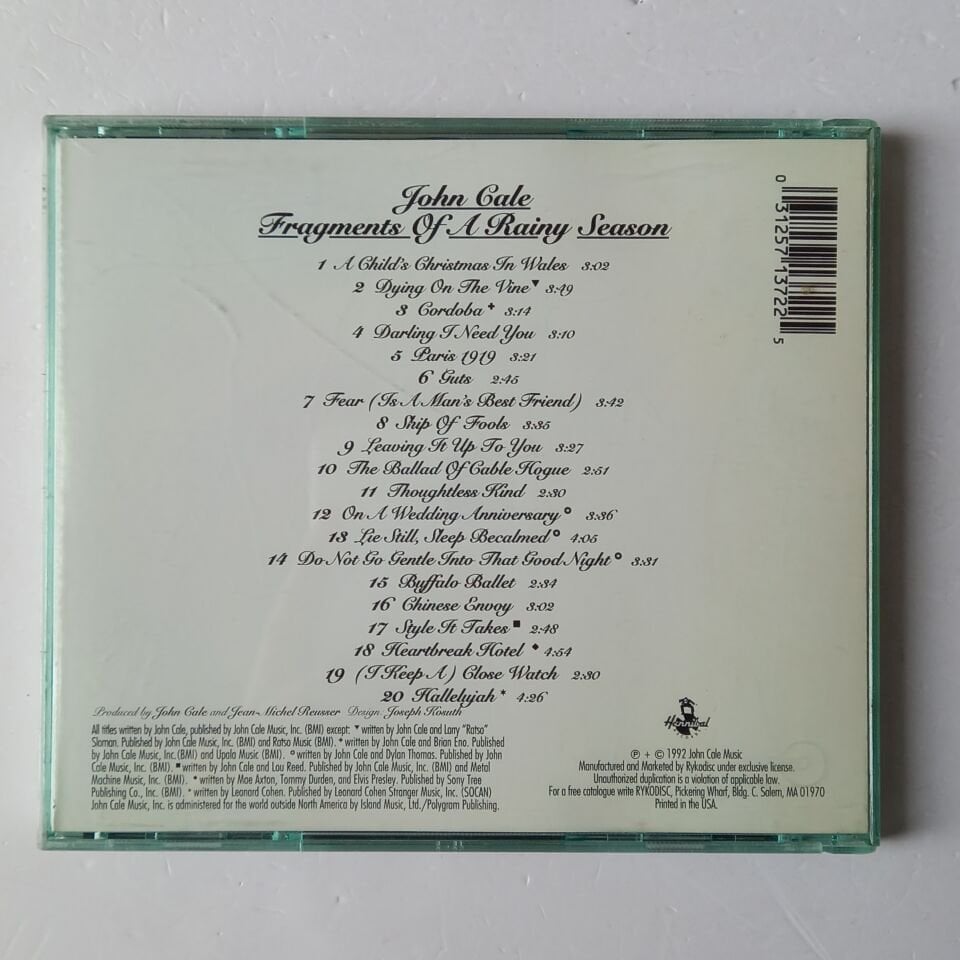 John Cale
Fragments Of A Rainy Season
1 A Child's Christmas In Wales 3:02
2 Dying On The Vine▼ 3:49
3 Cordoba✦ 3:14
4 Darling I Need You 3:10
5 Paris 1919 3:21
6 Guts 2:45
7 Fear (Is A Man's Best Friend) 3:42
8 Ship Of Fools 3:35
9 Leaving It Up To You 3:27
10 The Ballad Of Cable Hogue 2:51
11 Thoughtless Kind 2:30
12 On A Wedding Anniversary° 3:36
13 Lie Still, Sleep Becalmed° 4:05
14 Do Not Go Gentle Into That Good Night° 3:31
15 Buffalo Ballet 2:34
16 Chinese Envoy 3:02
17 Style It Takes■ 2:48
18 Heartbreak Hotel ◆ 4:54
19 (I Keep A) Close Watch 2:30
20 Hallelujah * 4:26
0 31257 13722 5
Produced by John Cale and Jean-Michel Reusser Design: Joseph Kosuth
All titles written by John Cale, published by John Cale Music, Inc. (BMI) except: ▼ written by John Cale and Larry "Ratso"
Sloman. Published by John Cale Music, Inc. (BMI) and Ratso Music (BMI). ✦ written by John Cale and Brian Eno. Published
by John Cale Music, Inc.(BMI) and Upala Music (BMI). ° written by John Cale and Dylan Thomas. Published by John
Cale Music, Inc. (BMI). ■ written by John Cale and Lou Reed. Published by John Cale Music, Inc. (BMI) and Metal
Machine Music, Inc. (BMI). ◆ written by Moe Axton, Tommy Durden, and Elvis Presley. Published by Sony Tree
Publishing Co., Inc. (BMI). * written by Leonard Cohen. Published by Leonard Cohen Stranger Music, Inc. (SOCAN)
John Cale Music, Inc. is administered for the world outside North America by Island Music, Ltd./Polygram Publishing.
Hannibal
℗ + © 1992 John Cale Music
Manufactured and Marketed by Rykodisc under exclusive license.
Unauthorized duplication is a violation of applicable law.
For a free catalogue write RYKODISC, Pickering Wharf, Bldg. C. Salem, MA 01970
Printed in the USA.